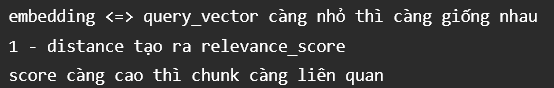 embedding <=> query_vector càng nhỏ thì càng giống nhau
1 - distance tạo ra relevance_score
score càng cao thì chunk càng liên quan